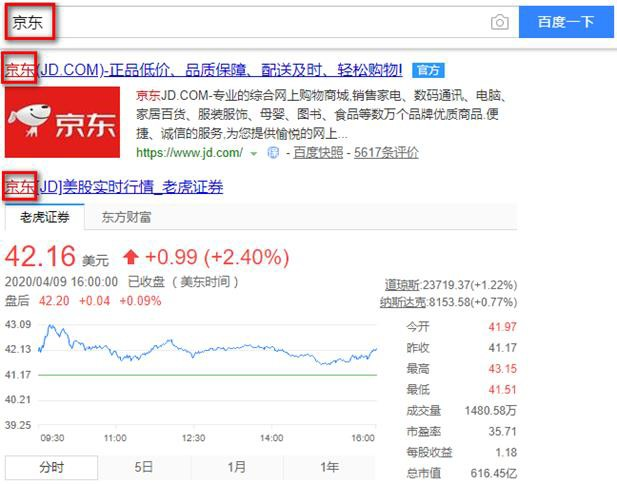 京东
百度一下
京东(JD.COM)-正品低价、品质保障、配送及时、轻松购物! 官方
京东
京东JD.COM-专业的综合网上购物商城,销售家电、数码通讯、电脑、
家居百货、服装服饰、母婴、图书、食品等数万个品牌优质商品.便
捷、诚信的服务,为您提供愉悦的网上...
https://www.jd.com/ - 百度快照 - 5617条评价
京东[JD]美股实时行情_老虎证券
老虎证券 东方财富
42.16 美元 +0.99 (+2.40%)
2020/04/09 16:00:00 已收盘 (美东时间)
盘后 42.20 +0.04 +0.09%
道琼斯:23719.37(+1.22%)
纳斯达克:8153.58(+0.77%)
43.09
42.13
41.17
40.21
39.25
09:30 11:00 12:30 14:00 16:00
今开 41.97
昨收 41.17
最高 43.15
最低 41.51
成交量 1480.58万
市盈率 35.71
每股收益 1.18
总市值 616.45亿
分时 5日 1月 1年